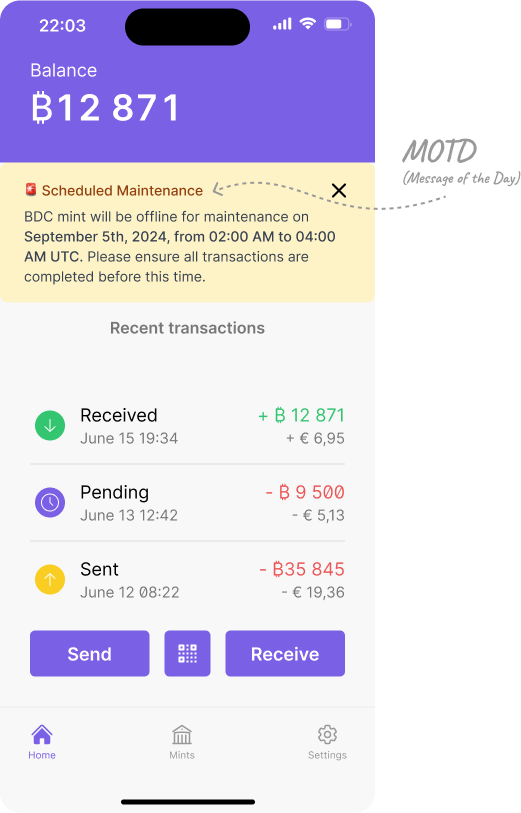 22:03
Balance
₿12 871
MOTD
(Message of the Day)
🚨 Scheduled Maintenance
BDC mint will be offline for maintenance on
September 5th, 2024, from 02:00 AM to 04:00
AM UTC. Please ensure all transactions are
completed before this time.
Recent transactions
Received
+ ₿ 12 871
June 15 19:34
+ € 6,95
Pending
- ₿ 9 500
June 13 12:42
- € 5,13
Sent
- ₿35 845
June 12 08:22
- € 19,36
Send
Receive
Home
Mints
Settings